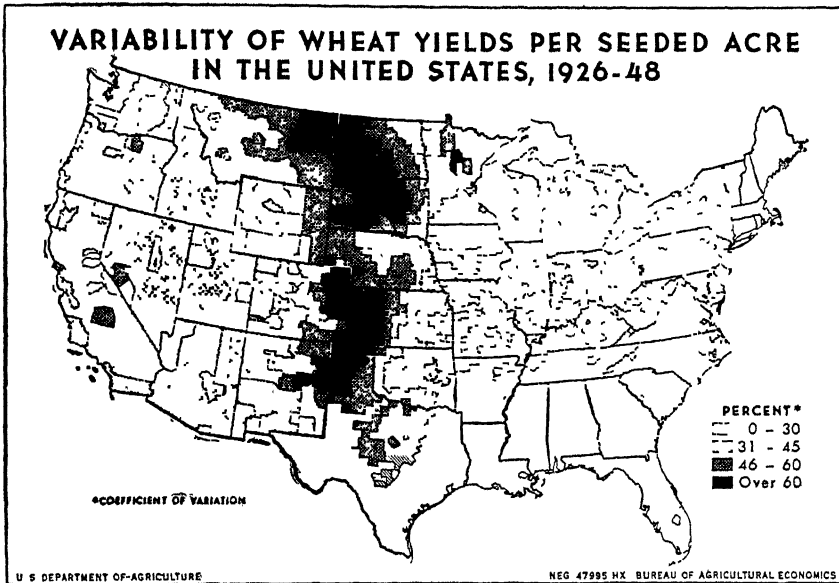 VARIABILITY OF WHEAT YIELDS PER SEEDED ACRE
IN THE UNITED STATES, 1926-48
PERCENT*
0 - 30
31 - 45
46 - 60
Over 60
*COEFFICIENT OF VARIATION
U S DEPARTMENT OF-AGRICULTURE
NEG 47995 HX BUREAU OF AGRICULTURAL ECONOMICS